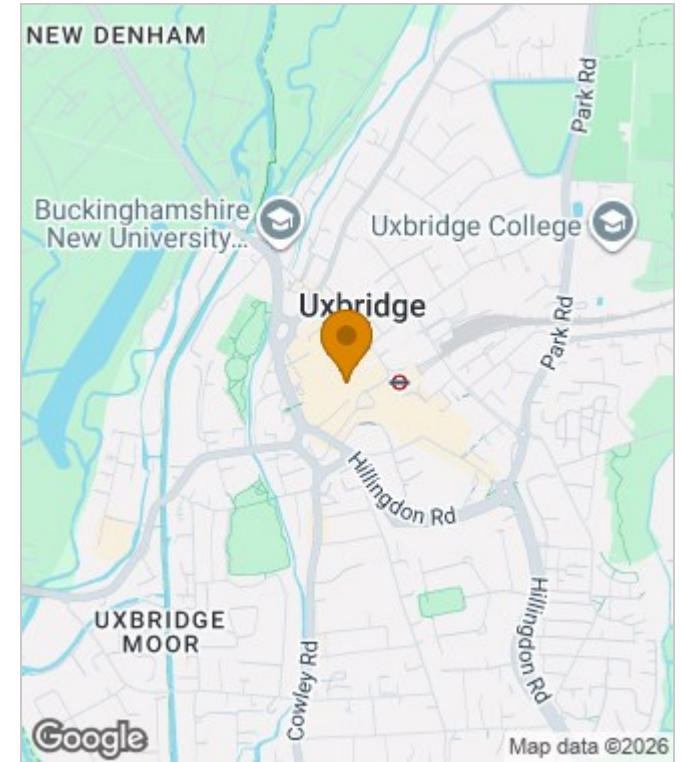 NEW DENHAM
Park Rd
Buckinghamshire
New University...
Uxbridge College
Uxbridge
Park Rd
Hillingdon Rd
UXBRIDGE
MOOR
Hillingdon Rd
Cowley Rd
Google
Map data ©2026